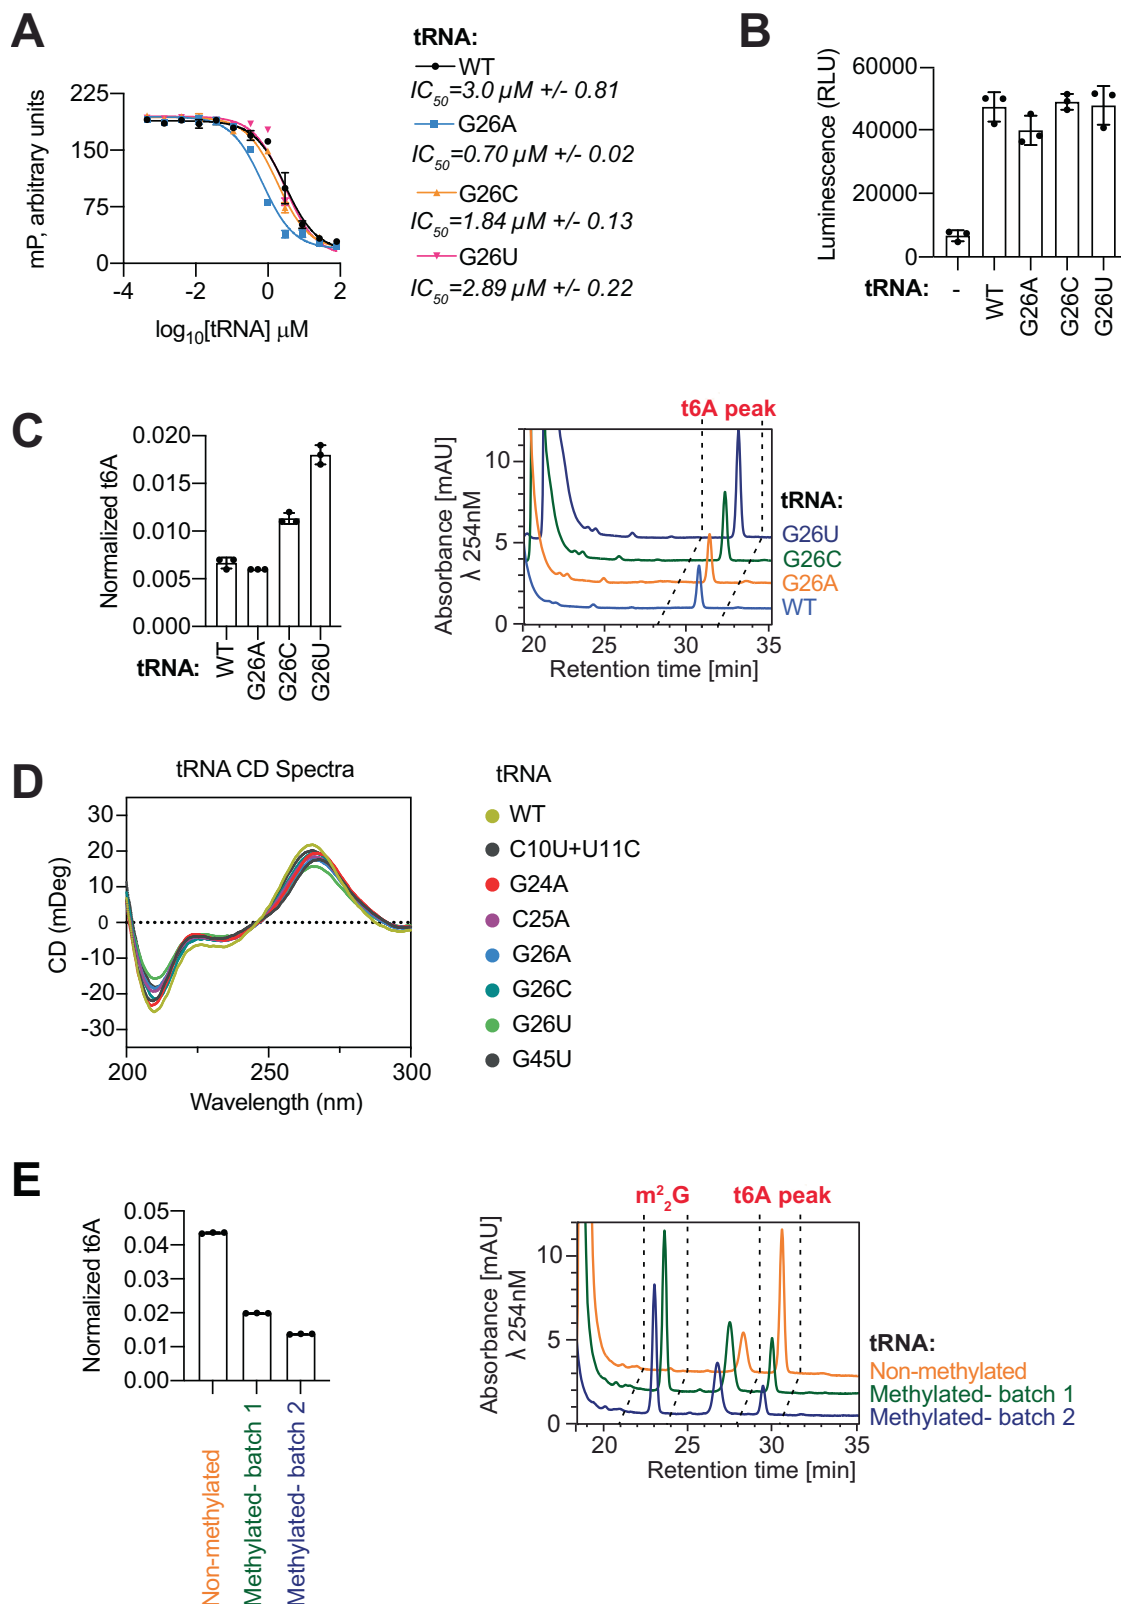 A
mP, arbitrary units
225
150
75
0
-4
-2
0
2
log10[tRNA] μM
tRNA:
WT
IC50=3.0 μM +/- 0.81
G26A
IC50=0.70 μM +/- 0.02
G26C
IC50=1.84 μM +/- 0.13
G26U
IC50=2.89 μM +/- 0.22
B
Luminescence (RLU)
60000
40000
20000
0
tRNA:
-
WT
G26A
G26C
G26U
C
Normalized t6A
0.020
0.015
0.010
0.005
0.000
tRNA:
WT
G26A
G26C
G26U
t6A peak
Absorbance [mAU]
λ 254nM
10
5
0
20
25
30
35
Retention time [min]
tRNA:
G26U
G26C
G26A
WT
D
tRNA CD Spectra
CD (mDeg)
30
20
10
0
-10
-20
-30
200
250
300
Wavelength (nm)
tRNA
WT
C10U+U11C
G24A
C25A
G26A
G26C
G26U
G45U
E
Normalized t6A
0.05
0.04
0.03
0.02
0.01
0.00
Non-methylated
Methylated- batch 1
Methylated- batch 2
m²₂G
t6A peak
Absorbance [mAU]
λ 254nM
10
5
0
20
25
30
35
Retention time [min]
tRNA:
Non-methylated
Methylated- batch 1
Methylated- batch 2